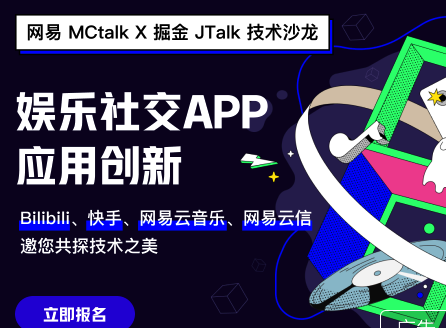 网易 MCtalk X 掘金 JTalk 技术沙龙
娱乐社交APP
应用创新
Bilibili、快手、网易云音乐、网易云信
邀您共探技术之美
立即报名